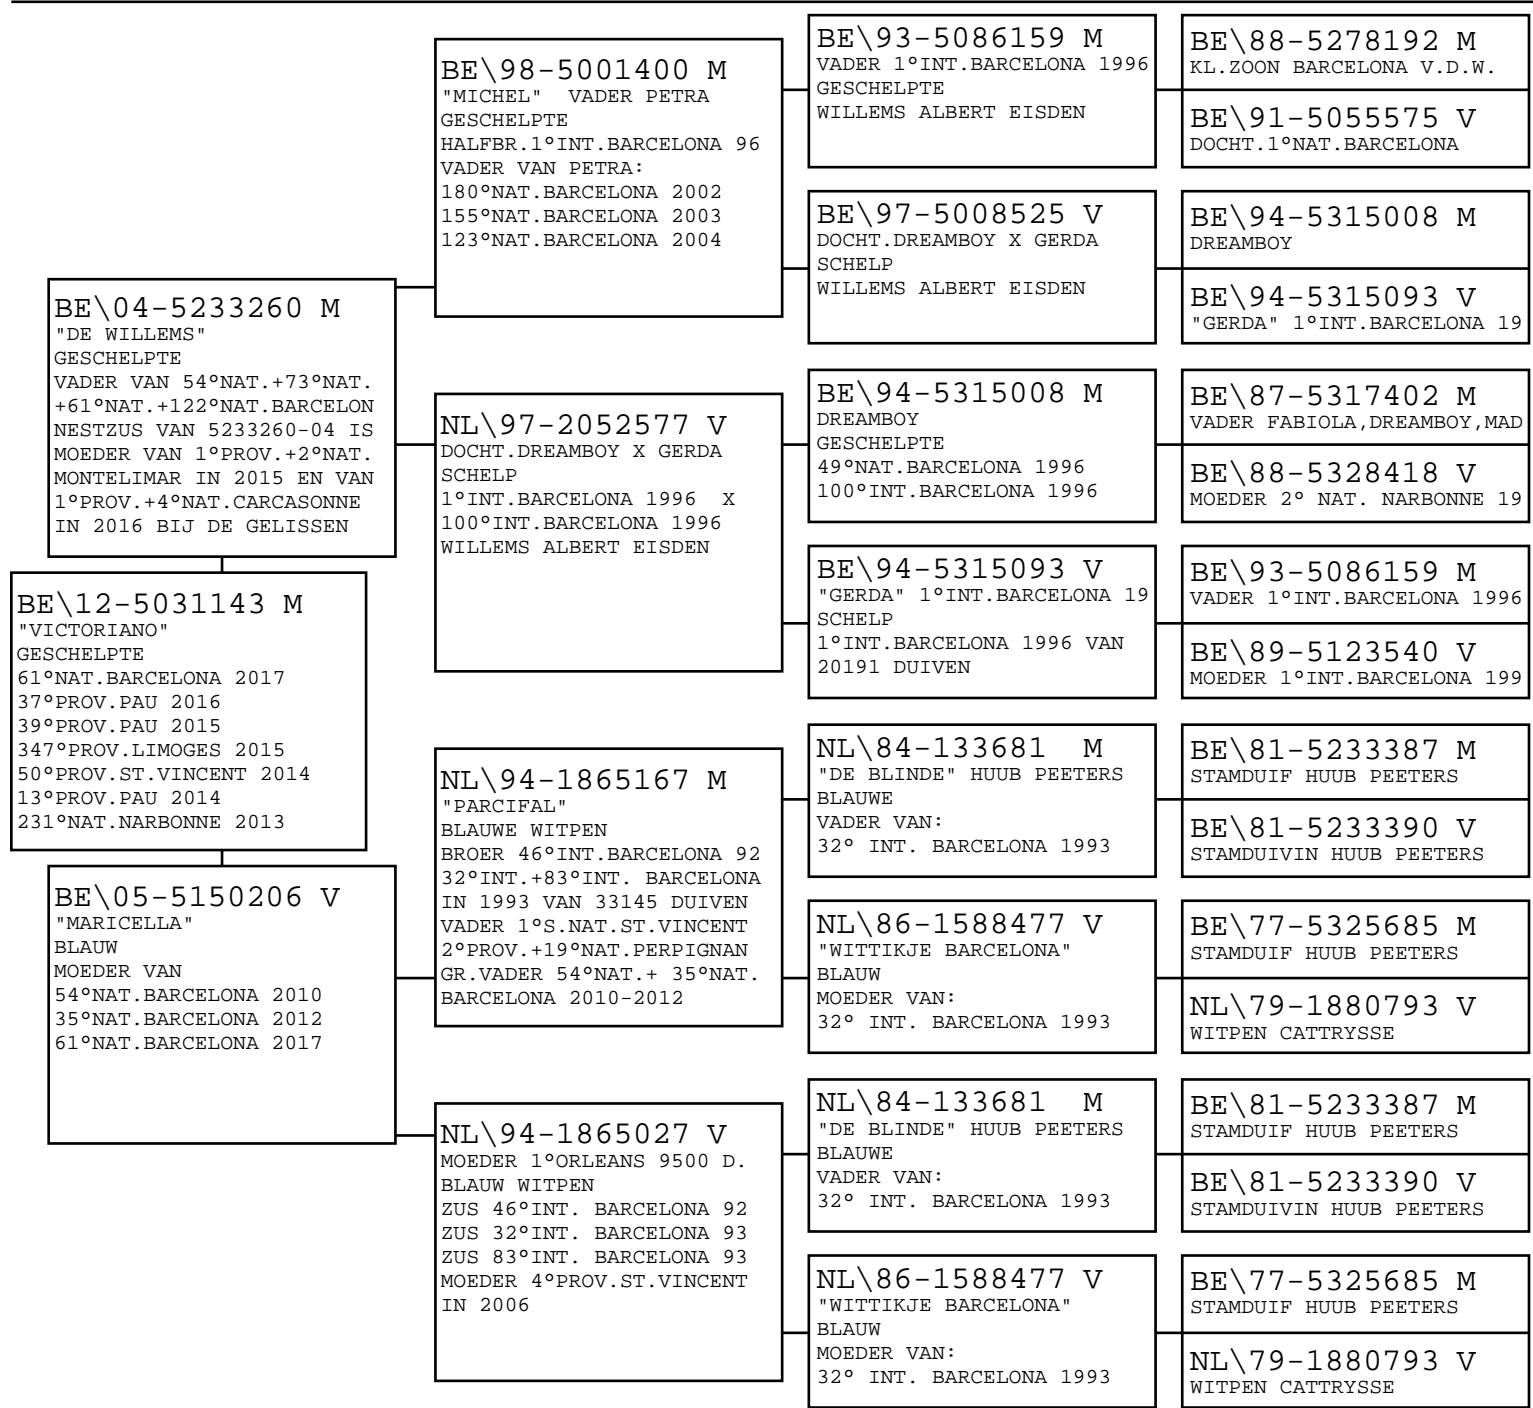 BE\12-5031143 M
"VICTORIANO"
GESCHELPTE
61°NAT.BARCELONA 2017
37°PROV.PAU 2016
39°PROV.PAU 2015
347°PROV.LIMOGES 2015
50°PROV.ST.VINCENT 2014
13°PROV.PAU 2014
231°NAT.NARBONNE 2013
BE\04-5233260 M
"DE WILLEMS"
GESCHELPTE
VADER VAN 54°NAT.+73°NAT.
+61°NAT.+122°NAT.BARCELON
NESTZUS VAN 5233260-04 IS
MOEDER VAN 1°PROV.+2°NAT.
MONTELIMAR IN 2015 EN VAN
1°PROV.+4°NAT.CARCASONNE
IN 2016 BIJ DE GELISSEN
BE\05-5150206 V
"MARICELLA"
BLAUW
MOEDER VAN
54°NAT.BARCELONA 2010
35°NAT.BARCELONA 2012
61°NAT.BARCELONA 2017
BE\98-5001400 M
"MICHEL"  VADER PETRA
GESCHELPTE
HALFBR.1°INT.BARCELONA 96
VADER VAN PETRA:
180°NAT.BARCELONA 2002
155°NAT.BARCELONA 2003
123°NAT.BARCELONA 2004
NL\97-2052577 V
DOCHT.DREAMBOY X GERDA
SCHELP
1°INT.BARCELONA 1996  X
100°INT.BARCELONA 1996
WILLEMS ALBERT EISDEN
NL\94-1865167 M
"PARCIFAL"
BLAUWE WITPEN
BROER 46°INT.BARCELONA 92
32°INT.+83°INT. BARCELONA
IN 1993 VAN 33145 DUIVEN
VADER 1°S.NAT.ST.VINCENT
2°PROV.+19°NAT.PERPIGNAN
GR.VADER 54°NAT.+ 35°NAT.
BARCELONA 2010-2012
NL\94-1865027 V
MOEDER 1°ORLEANS 9500 D.
BLAUW WITPEN
ZUS 46°INT. BARCELONA 92
ZUS 32°INT. BARCELONA 93
ZUS 83°INT. BARCELONA 93
MOEDER 4°PROV.ST.VINCENT
IN 2006
BE\93-5086159 M
VADER 1°INT.BARCELONA 1996
GESCHELPTE
WILLEMS ALBERT EISDEN
BE\97-5008525 V
DOCHT.DREAMBOY X GERDA
SCHELP
WILLEMS ALBERT EISDEN
BE\94-5315008 M
DREAMBOY
GESCHELPTE
49°NAT.BARCELONA 1996
100°INT.BARCELONA 1996
BE\94-5315093 V
"GERDA" 1°INT.BARCELONA 19
SCHELP
1°INT.BARCELONA 1996 VAN
20191 DUIVEN
NL\84-133681  M
"DE BLINDE" HUUB PEETERS
BLAUWE
VADER VAN:
32° INT. BARCELONA 1993
NL\86-1588477 V
"WITTIKJE BARCELONA"
BLAUW
MOEDER VAN:
32° INT. BARCELONA 1993
NL\84-133681  M
"DE BLINDE" HUUB PEETERS
BLAUWE
VADER VAN:
32° INT. BARCELONA 1993
NL\86-1588477 V
"WITTIKJE BARCELONA"
BLAUW
MOEDER VAN:
32° INT. BARCELONA 1993
BE\88-5278192 M
KL.ZOON BARCELONA V.D.W.
BE\91-5055575 V
DOCHT.1°NAT.BARCELONA
BE\94-5315008 M
DREAMBOY
BE\94-5315093 V
"GERDA" 1°INT.BARCELONA 19
BE\87-5317402 M
VADER FABIOLA,DREAMBOY,MAD
BE\88-5328418 V
MOEDER 2° NAT. NARBONNE 19
BE\93-5086159 M
VADER 1°INT.BARCELONA 1996
BE\89-5123540 V
MOEDER 1°INT.BARCELONA 199
BE\81-5233387 M
STAMDUIF HUUB PEETERS
BE\81-5233390 V
STAMDUIVIN HUUB PEETERS
BE\77-5325685 M
STAMDUIF HUUB PEETERS
NL\79-1880793 V
WITPEN CATTRYSSE
BE\81-5233387 M
STAMDUIF HUUB PEETERS
BE\81-5233390 V
STAMDUIVIN HUUB PEETERS
BE\77-5325685 M
STAMDUIF HUUB PEETERS
NL\79-1880793 V
WITPEN CATTRYSSE